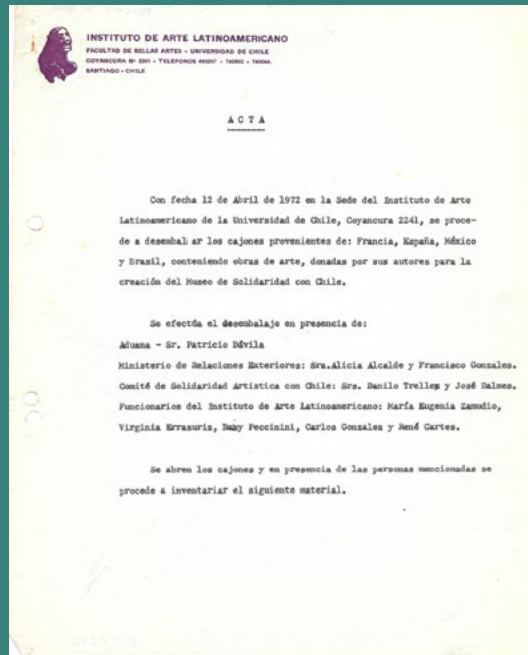 INSTITUTO DE ARTE LATINOAMERICANO
FACULTAD DE BELLAS ARTES - UNIVERSIDAD DE CHILE
COYANCURA Nº 2241 - TELEFONOS
SANTIAGO - CHILE
A C T A
Con fecha 12 de Abril de 1972 en la Sede del Instituto de Arte
Latinoamericano de la Universidad de Chile, Coyancura 2241, se proce-
de a desembalar los cajones provenientes de: Francia, España, México
y Brasil, conteniendo obras de arte, donadas por sus autores para la
creación del Museo de Solidaridad con Chile.
Se efectúa el desembalaje en presencia de:
Aduana - Sr. Patricio Dávila
Ministerio de Relaciones Exteriores: Sra.Alicia Alcalde y Francisco Gonzales.
Comité de Solidaridad Artística con Chile: Srs. Danilo Trelles y José Balmes.
Funcionarios del Instituto de Arte Latinoamericano: María Eugenia Zamudio,
Virginia Errazuris, Damy Peccinini, Carlos Gonzales y René Cartes.
Se abren los cajones y en presencia de las personas mencionadas se
procede a inventariar el siguiente material.